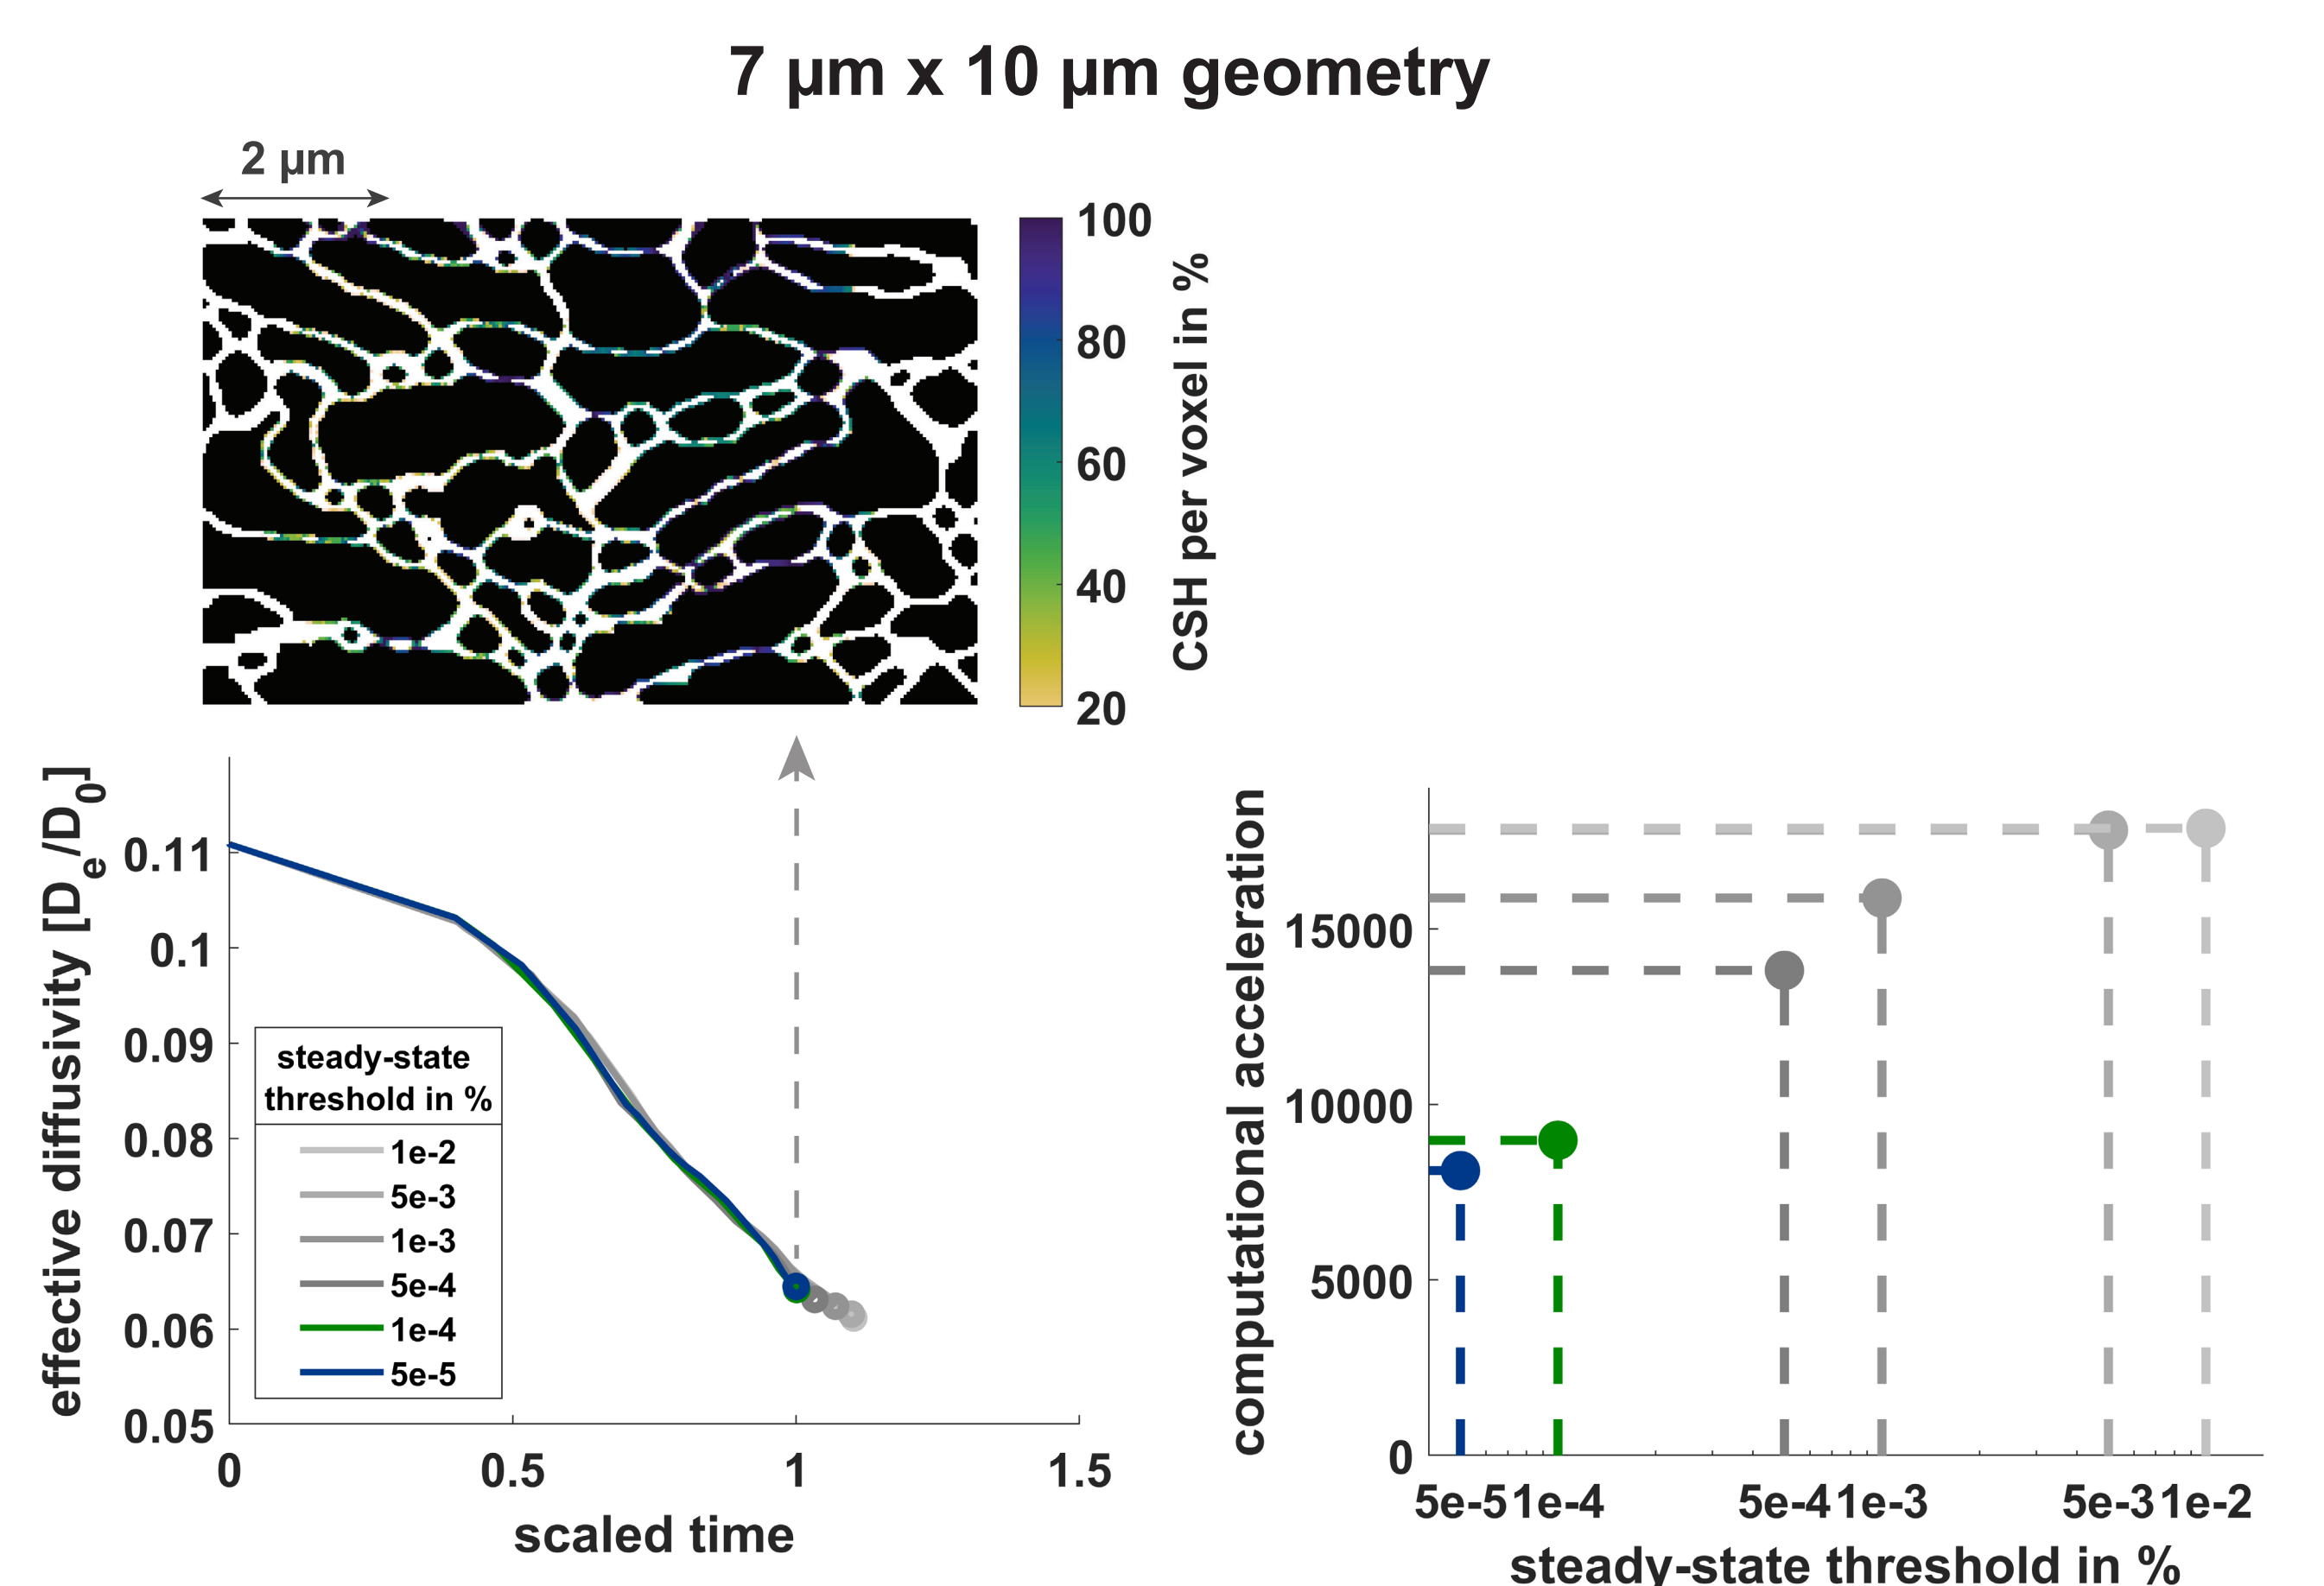 7 µm x 10 µm geometry
2 µm
100
80
60
40
20
CSH per voxel in %
effective diffusivity [De/D0]
0.11
0.1
0.09
0.08
0.07
0.06
0.05
steady-state
threshold in %
1e-2
5e-3
1e-3
5e-4
1e-4
5e-5
0 0.5 1 1.5
scaled time
computational acceleration
15000
10000
5000
0
5e-5 1e-4 5e-4 1e-3 5e-3 1e-2
steady-state threshold in %